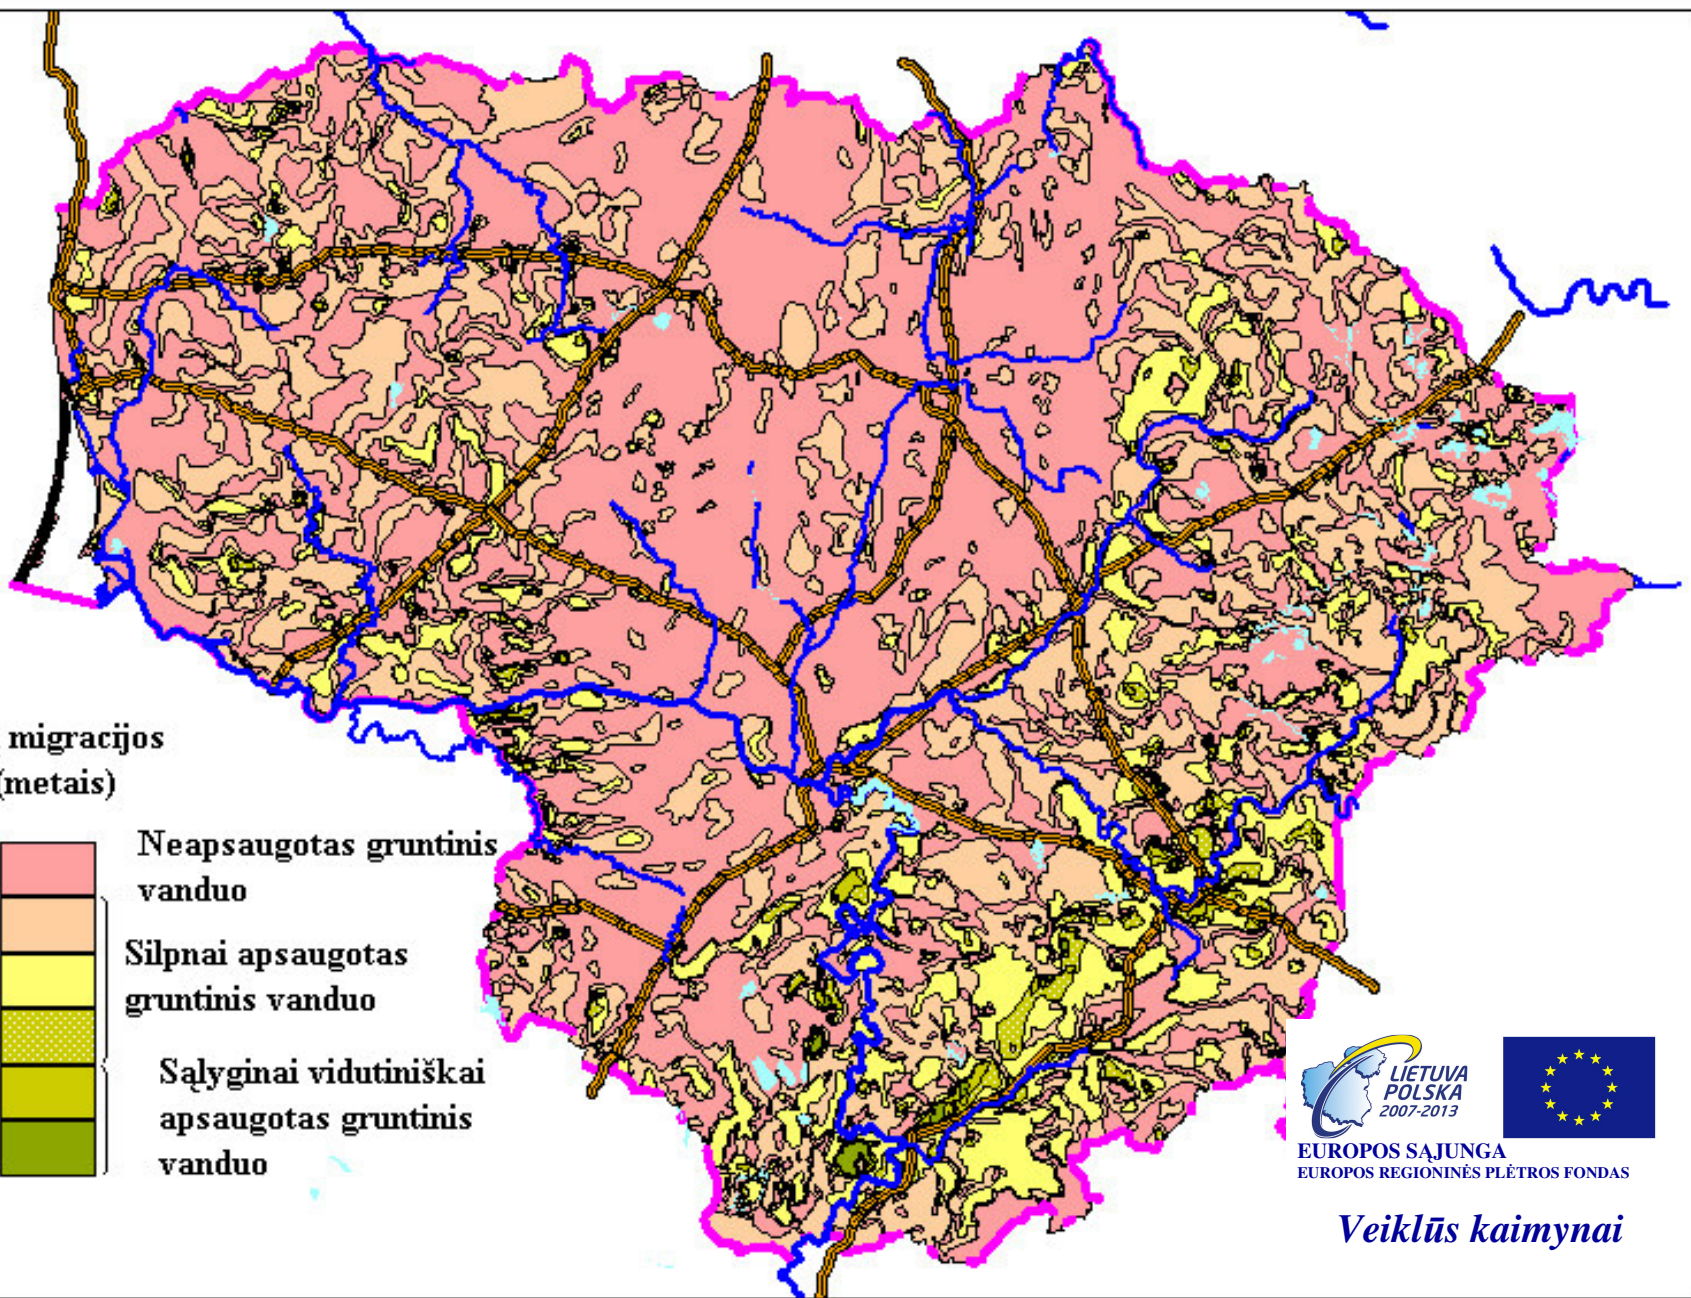 migracijos
(metais)
Neapsaugotas gruntinis
vanduo
Silpnai apsaugotas
gruntinis vanduo
Sąlyginai vidutiniškai
apsaugotas gruntinis
vanduo
LIETUVA
POLSKA
2007-2013
EUROPOS SĄJUNGA
EUROPOS REGIONINĖS PLĖTROS FONDAS
Veiklūs kaimynai